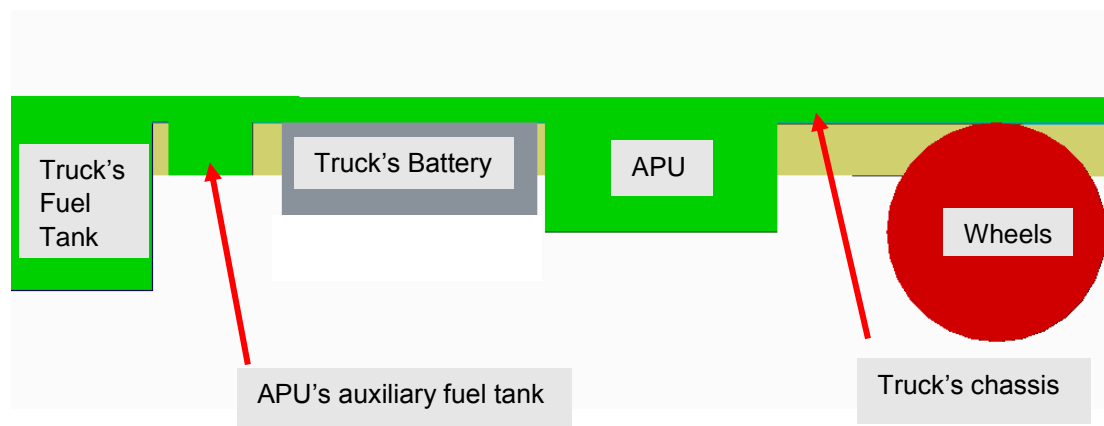 Truck’s
Fuel
Tank
Truck’s Battery
APU
Wheels
APU’s auxiliary fuel tank
Truck’s chassis